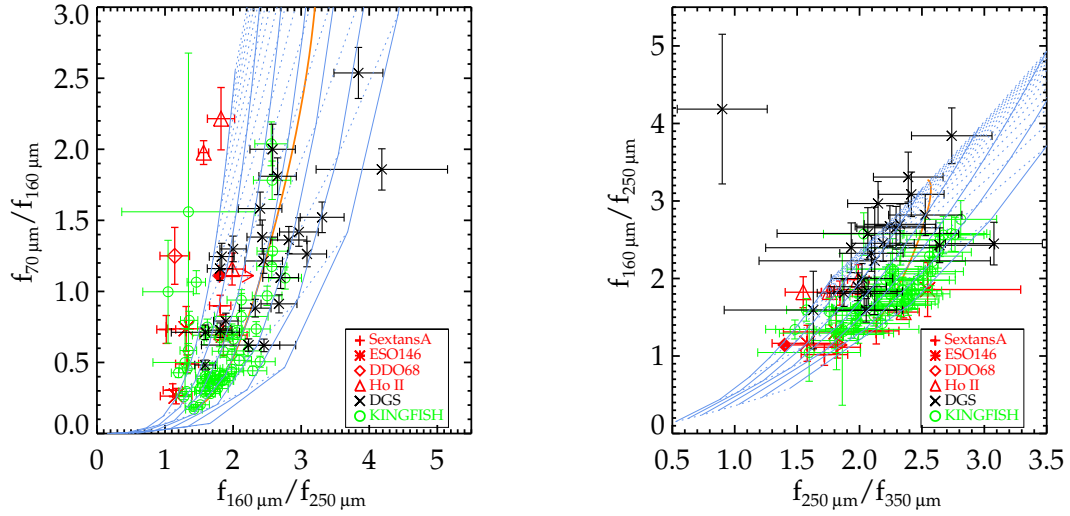 3.0
2.5
2.0
1.5
1.0
0.5
0.0
f70 μm/f160 μm
0 1 2 3 4 5
f160 μm/f250 μm
SextansA
ESO146
DDO68
Ho II
DGS
KINGFISH
5
4
3
2
1
0
f160 μm/f250 μm
0.5 1.0 1.5 2.0 2.5 3.0 3.5
f250 μm/f350 μm
SextansA
ESO146
DDO68
Ho II
DGS
KINGFISH